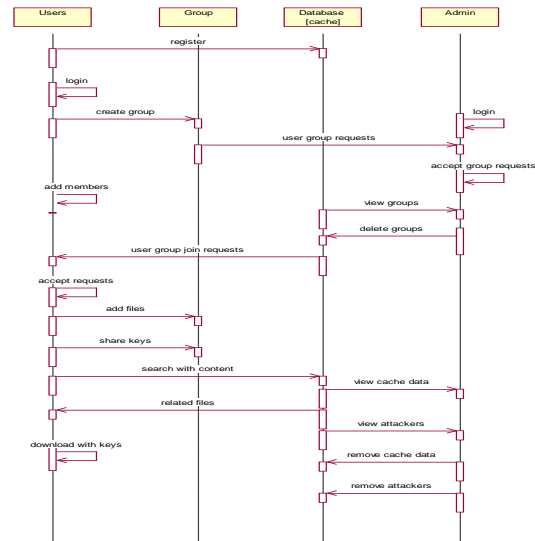 Users
Group
Database
[cache]
Admin
register
login
create group
login
user group requests
accept group requests
add members
view groups
delete groups
user group join requests
accept requests
add files
share keys
search with content
view cache data
related files
view attackers
download with keys
remove cache data
remove attackers